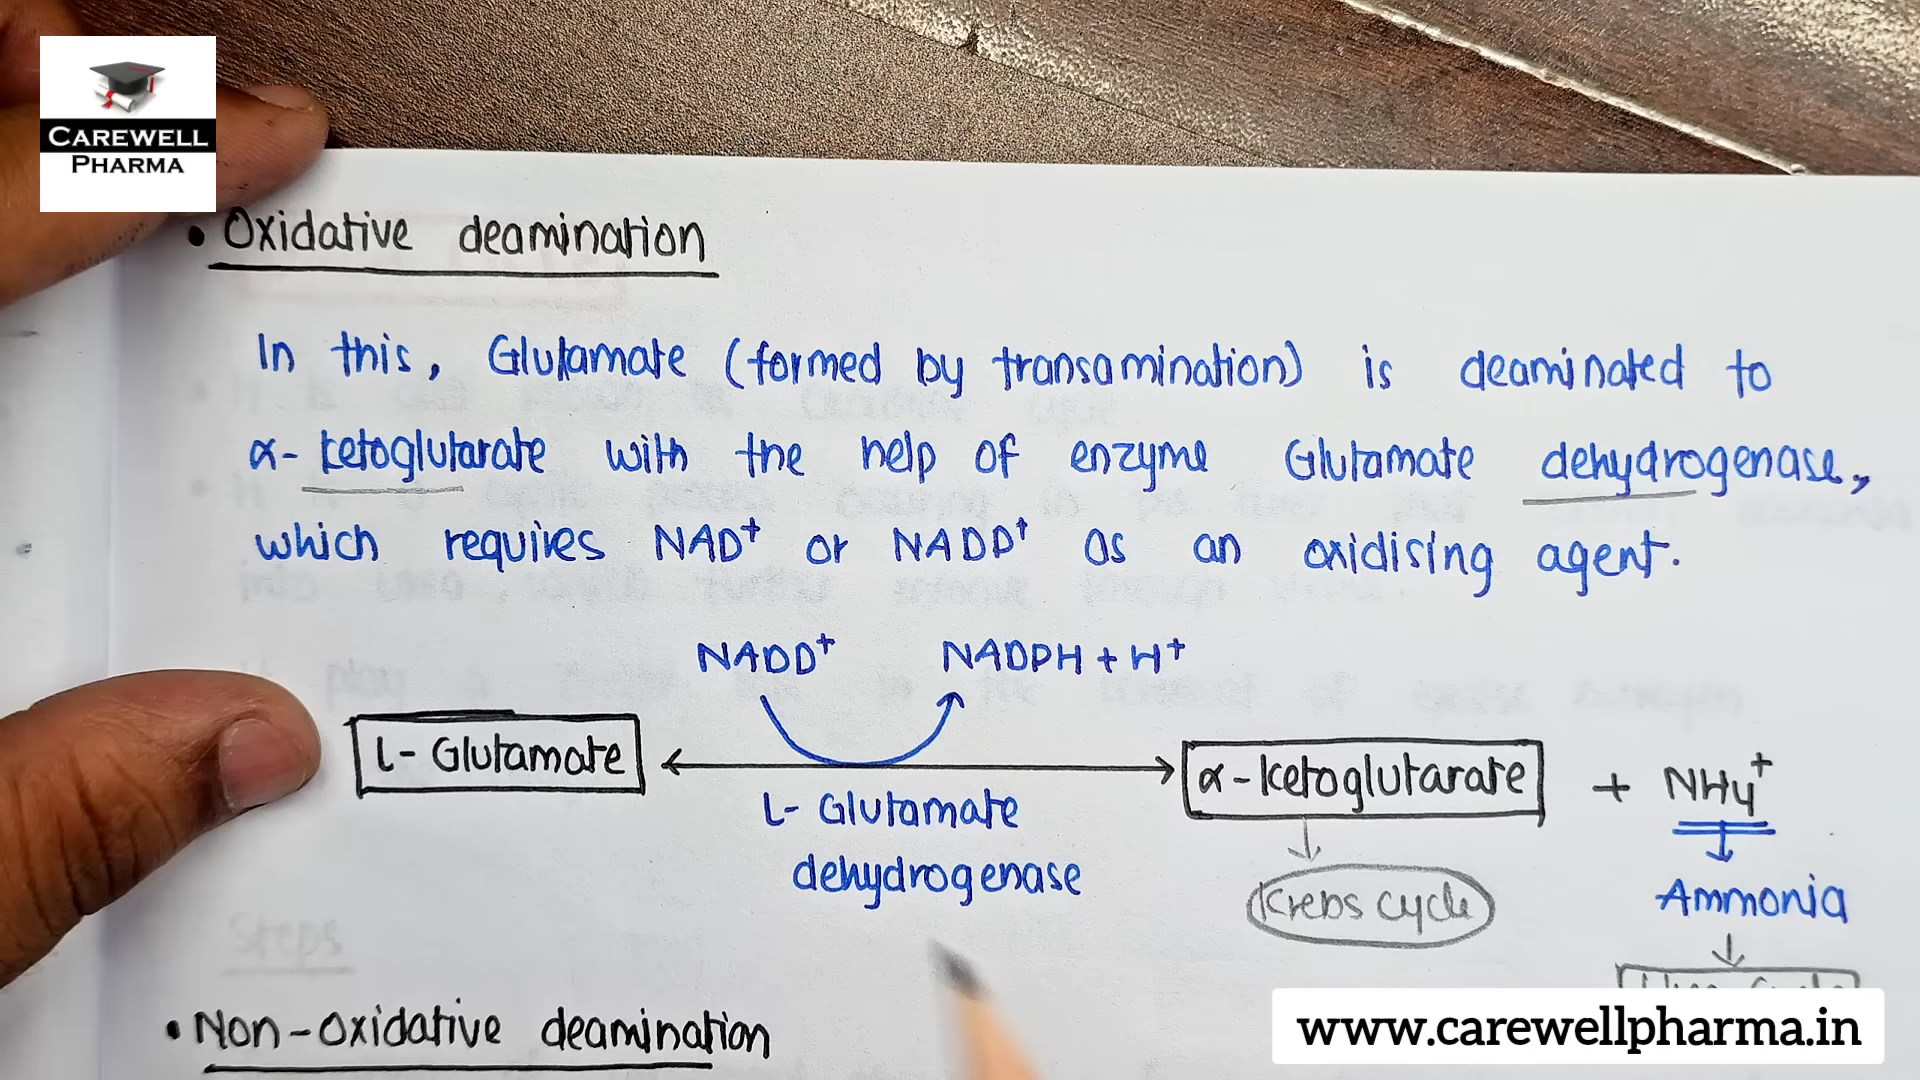 CAREWELL
PHARMA
• Oxidative deamination
In this, Glutamate (formed by transamination) is deaminated to
α-ketoglutarate with the help of enzyme Glutamate dehydrogenase,
which requires NAD+ or NADP+ as an oxidising agent.
NADP+ NADPH + H+
L-Glutamate α-ketoglutarate + NH4+
L-Glutamate
dehydrogenase
Krebs cycle
Ammonia
Steps
• Non-oxidative deamination
www.carewellpharma.in